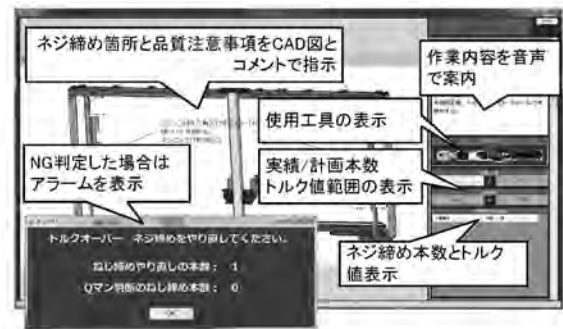 ネジ締め箇所と品質注意事項をCAD図と
コメントで指示
作業内容を音声
で案内
使用工具の表示
NG判定した場合は
アラームを表示
実績/計画本数
トルク値範囲の表示
トルクオーバー ネジ締めをやり直してください。
ねじ締めやり直しの本数： 1
Qマン判断のねじ締め本数： 0
OK
ネジ締め本数とトルク
値表示